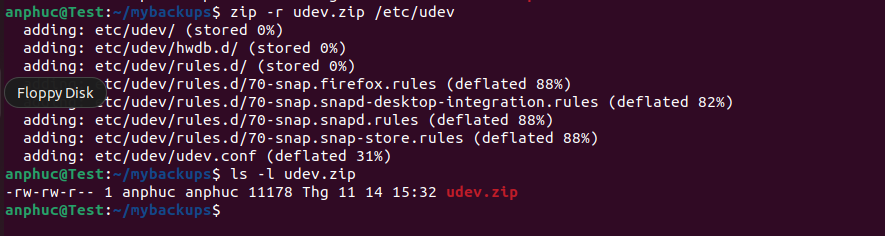 anphuc@Test:~/mybackups$ zip -r udev.zip /etc/udev
adding: etc/udev/ (stored 0%)
adding: etc/udev/hwdb.d/ (stored 0%)
adding: etc/udev/rules.d/ (stored 0%)
etc/udev/rules.d/70-snap.firefox.rules (deflated 88%)
Floppy Disk
etc/udev/rules.d/70-snap.snapd-desktop-integration.rules (deflated 82%)
adding: etc/udev/rules.d/70-snap.snapd.rules (deflated 88%)
adding: etc/udev/rules.d/70-snap.snap-store.rules (deflated 88%)
adding: etc/udev/udev.conf (deflated 31%)
anphuc@Test:~/mybackups$ ls -l udev.zip
-rw-rw-r-- 1 anphuc anphuc 11178 Thg 11 14 15:32 udev.zip
anphuc@Test:~/mybackups$